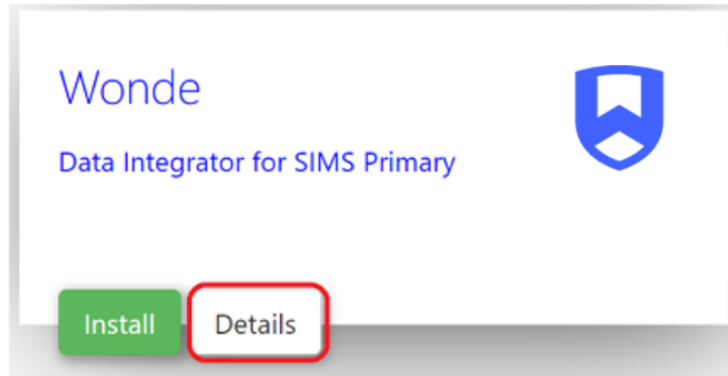 Wonde
Data Integrator for SIMS Primary
Install
Details